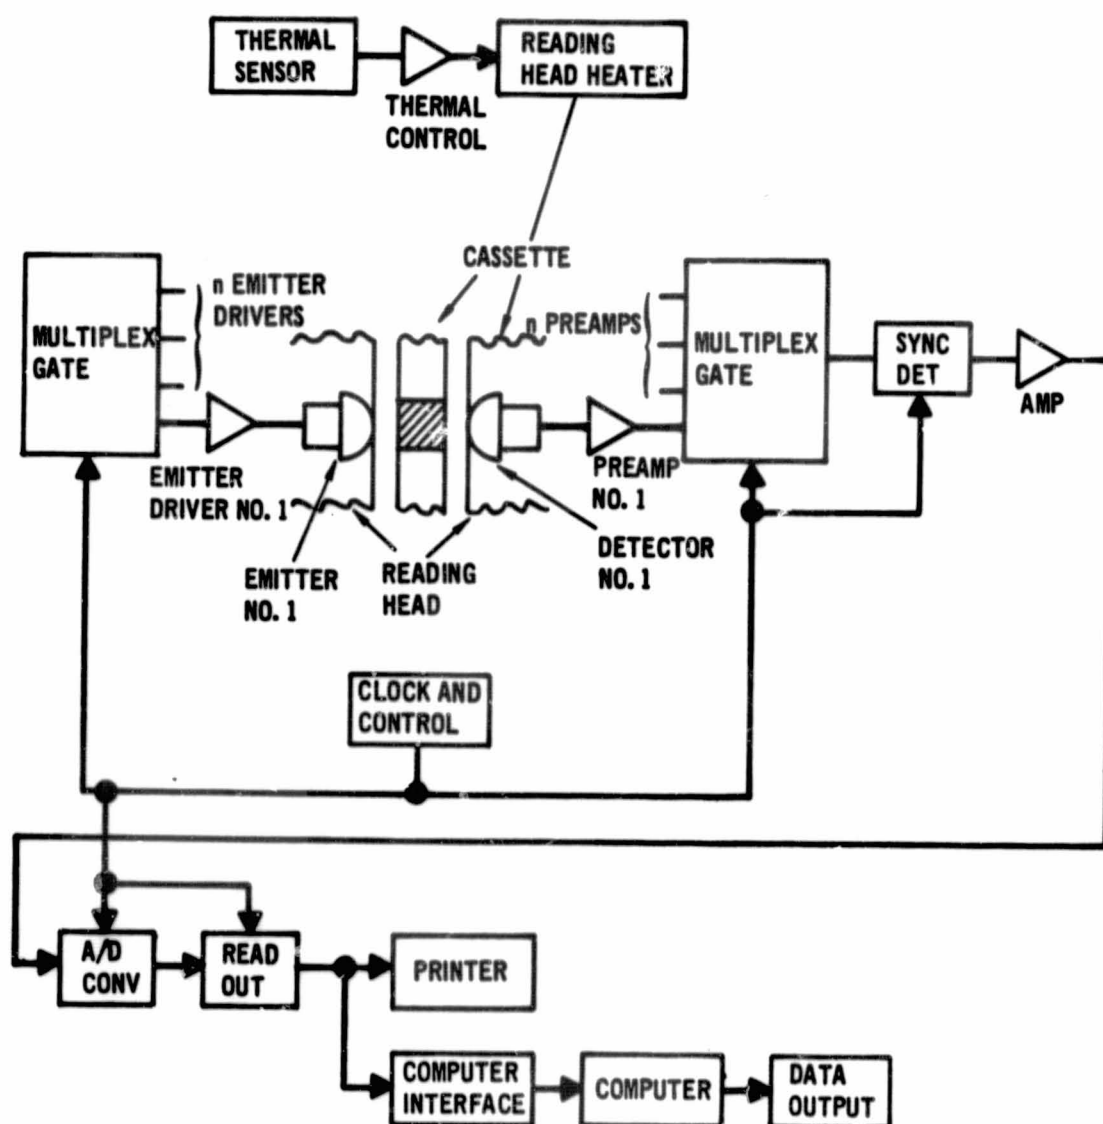 THERMAL
SENSOR
THERMAL
CONTROL
READING
HEAD HEATER
CASSETTE
MULTIPLEX
GATE
n EMITTER
DRIVERS
n PREAMPS
MULTIPLEX
GATE
SYNC
DET
AMP
EMITTER
DRIVER NO. 1
EMITTER
NO. 1
READING
HEAD
PREAMP
NO. 1
DETECTOR
NO. 1
CLOCK AND
CONTROL
A/D
CONV
READ
OUT
PRINTER
COMPUTER
INTERFACE
COMPUTER
DATA
OUTPUT